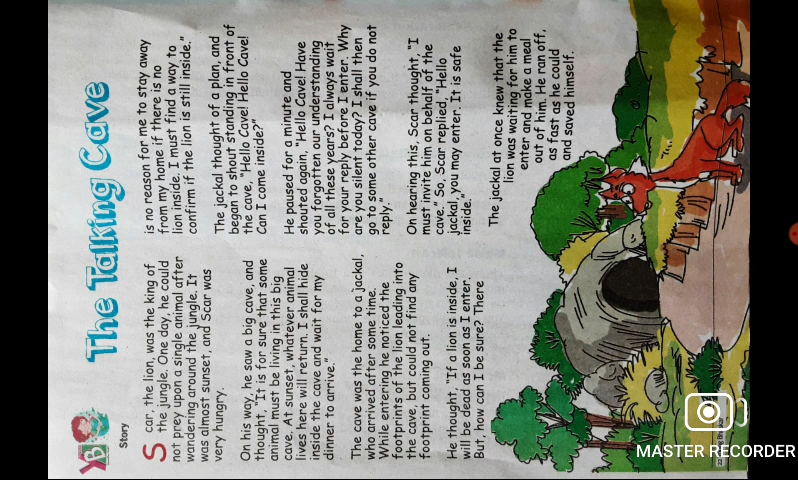 The Talking Cave
Story
Scar, the lion, was the king of
the jungle. One day, he could
not prey upon a single animal after
wandering around the jungle. It
was almost sunset, and Scar was
very hungry.
On his way, he saw a big cave, and
thought, "It is for sure that some
animal must be living in this big
cave. At sunset, whatever animal
lives here will return. I shall hide
inside the cave and wait for my
dinner to arrive."
The cave was the home to a jackal,
who arrived after some time.
While entering he noticed the
footprints of the lion leading into
the cave, but could not find any
footprint coming out.
He thought, "If a lion is inside, I
will be dead as soon as I enter.
But, how can I be sure? There
is no reason for me to stay away
from my home if there is no
lion inside. I must find a way to
confirm if the lion is still inside."
The jackal thought of a plan, and
began to shout standing in front of
the cave, "Hello Cave! Hello Cave!
Can I come inside?"
He paused for a minute and
shouted again, "Hello Cave! Have
you forgotten our understanding
of all these years? I always wait
for your reply before I enter. Why
are you silent today? I shall then
go to some other cave if you do not
reply."
On hearing this, Scar thought, "I
must invite him on behalf of the
cave." So, Scar replied, "Hello
jackal, you may enter. It is safe
inside."
The jackal at once knew that the
lion was waiting for him to
enter and make a meal
out of him. He ran off,
as fast as he could
and saved himself.
MASTER RECORDER